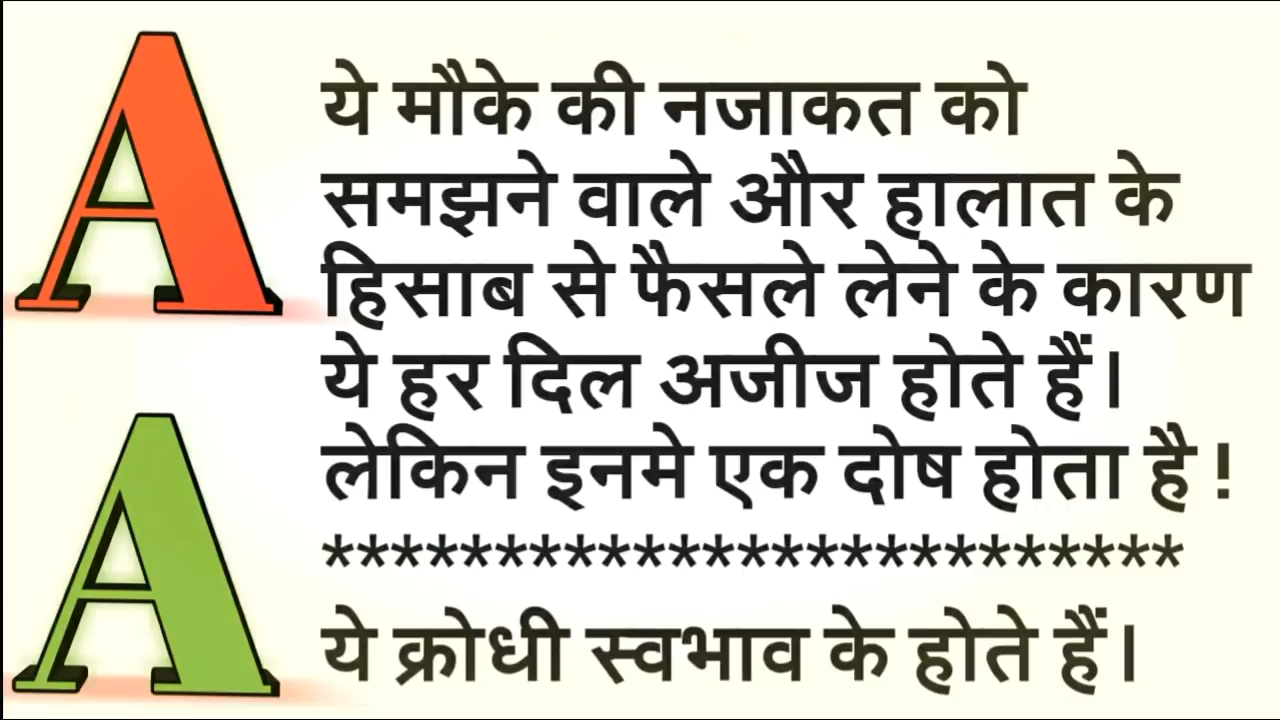 A
ये मौके की नजाकत को
समझने वाले और हालात के
हिसाब से फैसले लेने के कारण
ये हर दिल अजीज होते हैं।
A
लेकिन इनमे एक दोष होता है !
*************************
ये क्रोधी स्वभाव के होते हैं।